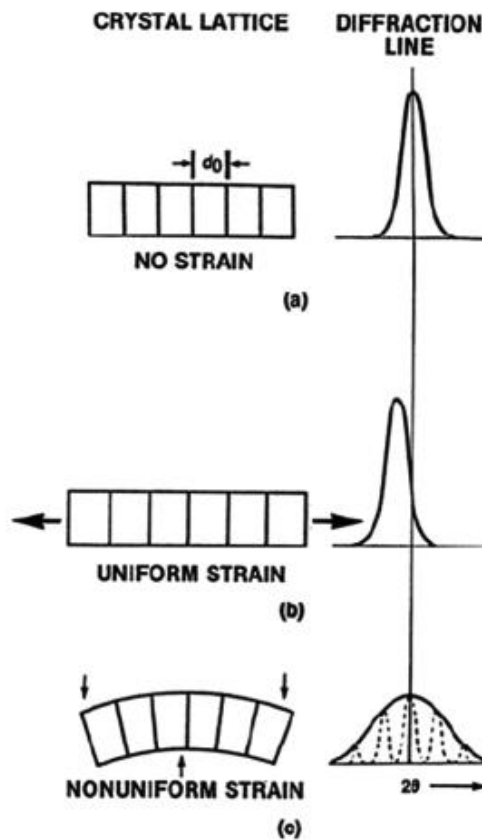 CRYSTAL LATTICE
DIFFRACTION
LINE
d0
NO STRAIN
(a)
UNIFORM STRAIN
(b)
NONUNIFORM STRAIN
2θ
(c)